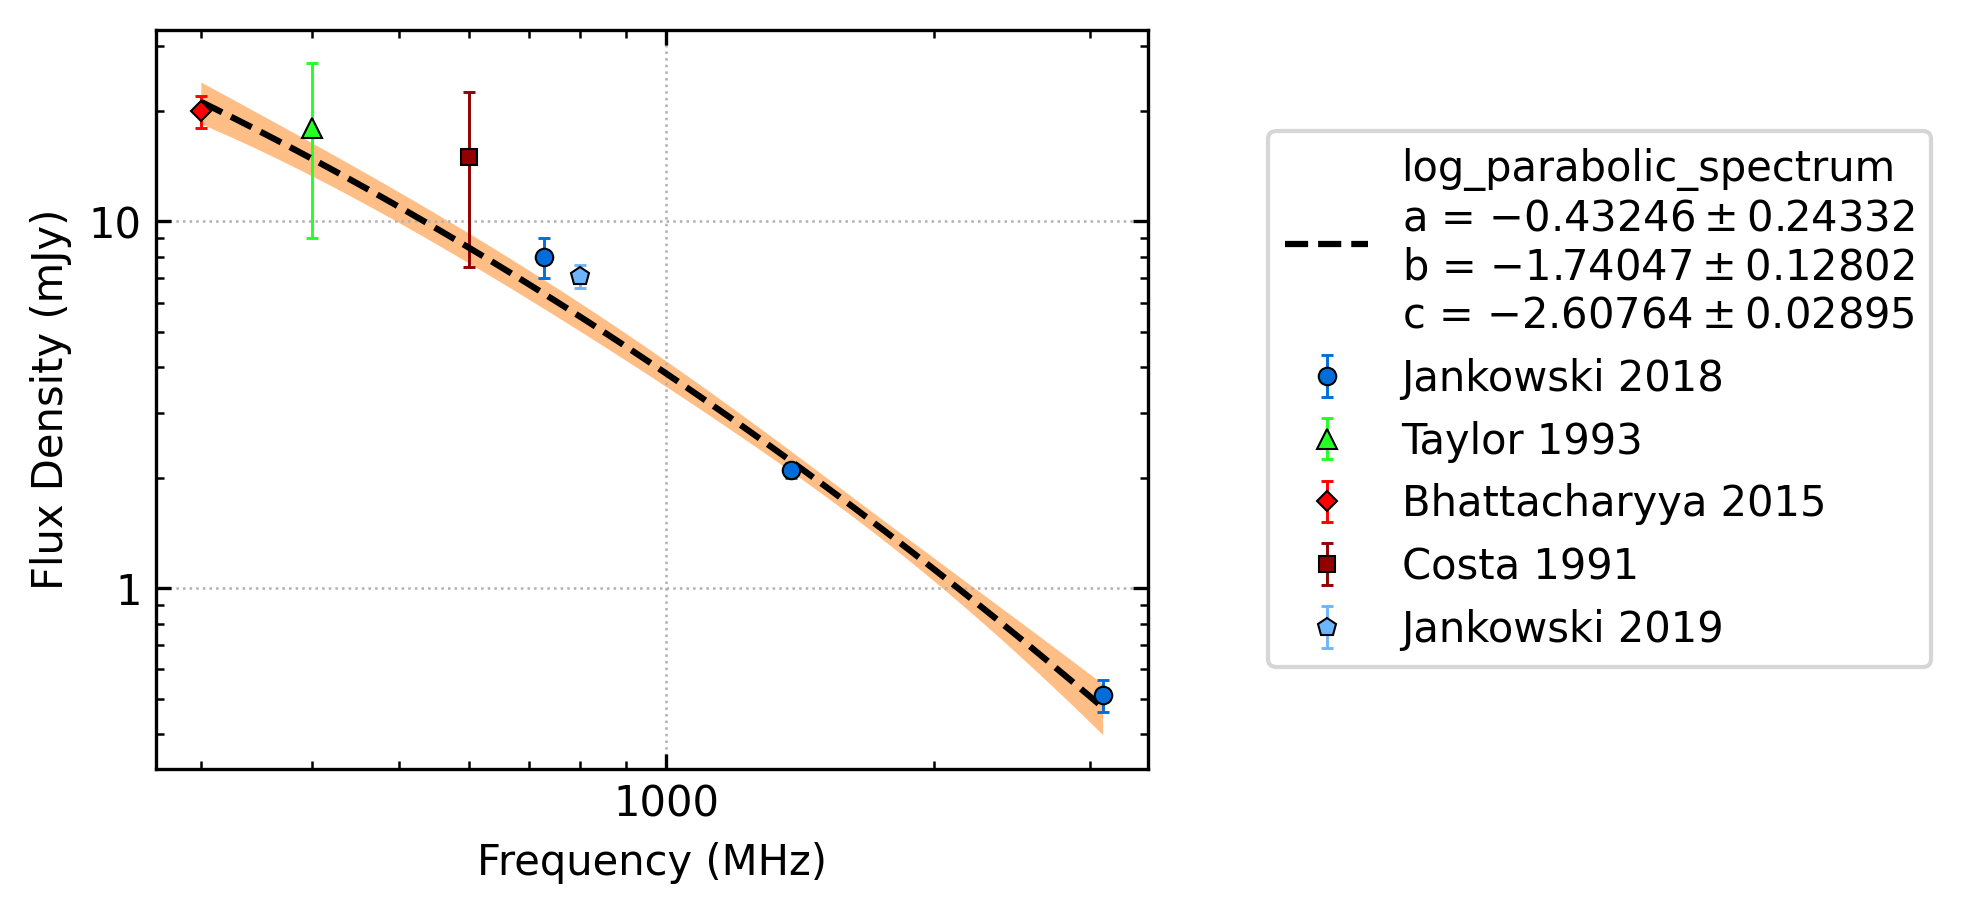 10
1
Flux Density (mJy)
1000
Frequency (MHz)
log_parabolic_spectrum
a = −0.43246 ± 0.24332
b = −1.74047 ± 0.12802
c = −2.60764 ± 0.02895
Jankowski 2018
Taylor 1993
Bhattacharyya 2015
Costa 1991
Jankowski 2019